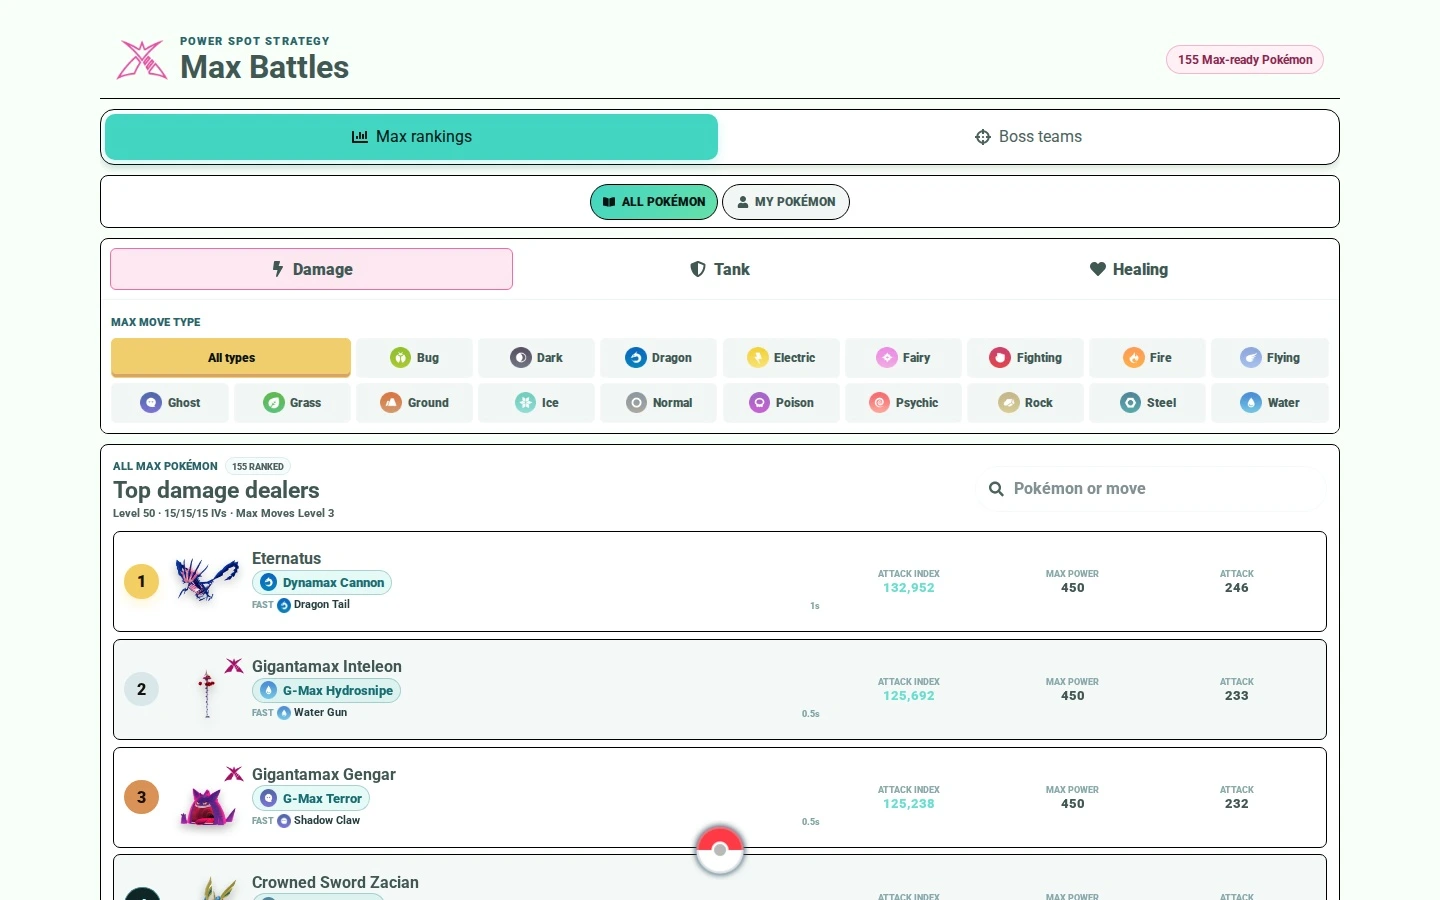 POWER SPOT STRATEGY
Max Battles
155 Max-ready Pokémon
Max rankings
Boss teams
ALL POKÉMON
MY POKÉMON
Damage
Tank
Healing
MAX MOVE TYPE
All types
Bug
Dark
Dragon
Electric
Fairy
Fighting
Fire
Flying
Ghost
Grass
Ground
Ice
Normal
Poison
Psychic
Rock
Steel
Water
ALL MAX POKÉMON
155 RANKED
Top damage dealers
Level 50 · 15/15/15 IVs · Max Moves Level 3
Pokémon or move
1
Eternatus
Dynamax Cannon
FAST Dragon Tail
1s
ATTACK INDEX
132,952
MAX POWER
450
ATTACK
246
2
Gigantamax Inteleon
G-Max Hydrosnipe
FAST Water Gun
0.5s
ATTACK INDEX
125,692
MAX POWER
450
ATTACK
233
3
Gigantamax Gengar
G-Max Terror
FAST Shadow Claw
0.5s
ATTACK INDEX
125,238
MAX POWER
450
ATTACK
232
Crowned Sword Zacian
ATTACK INDEX
MAX POWER
ATTACK